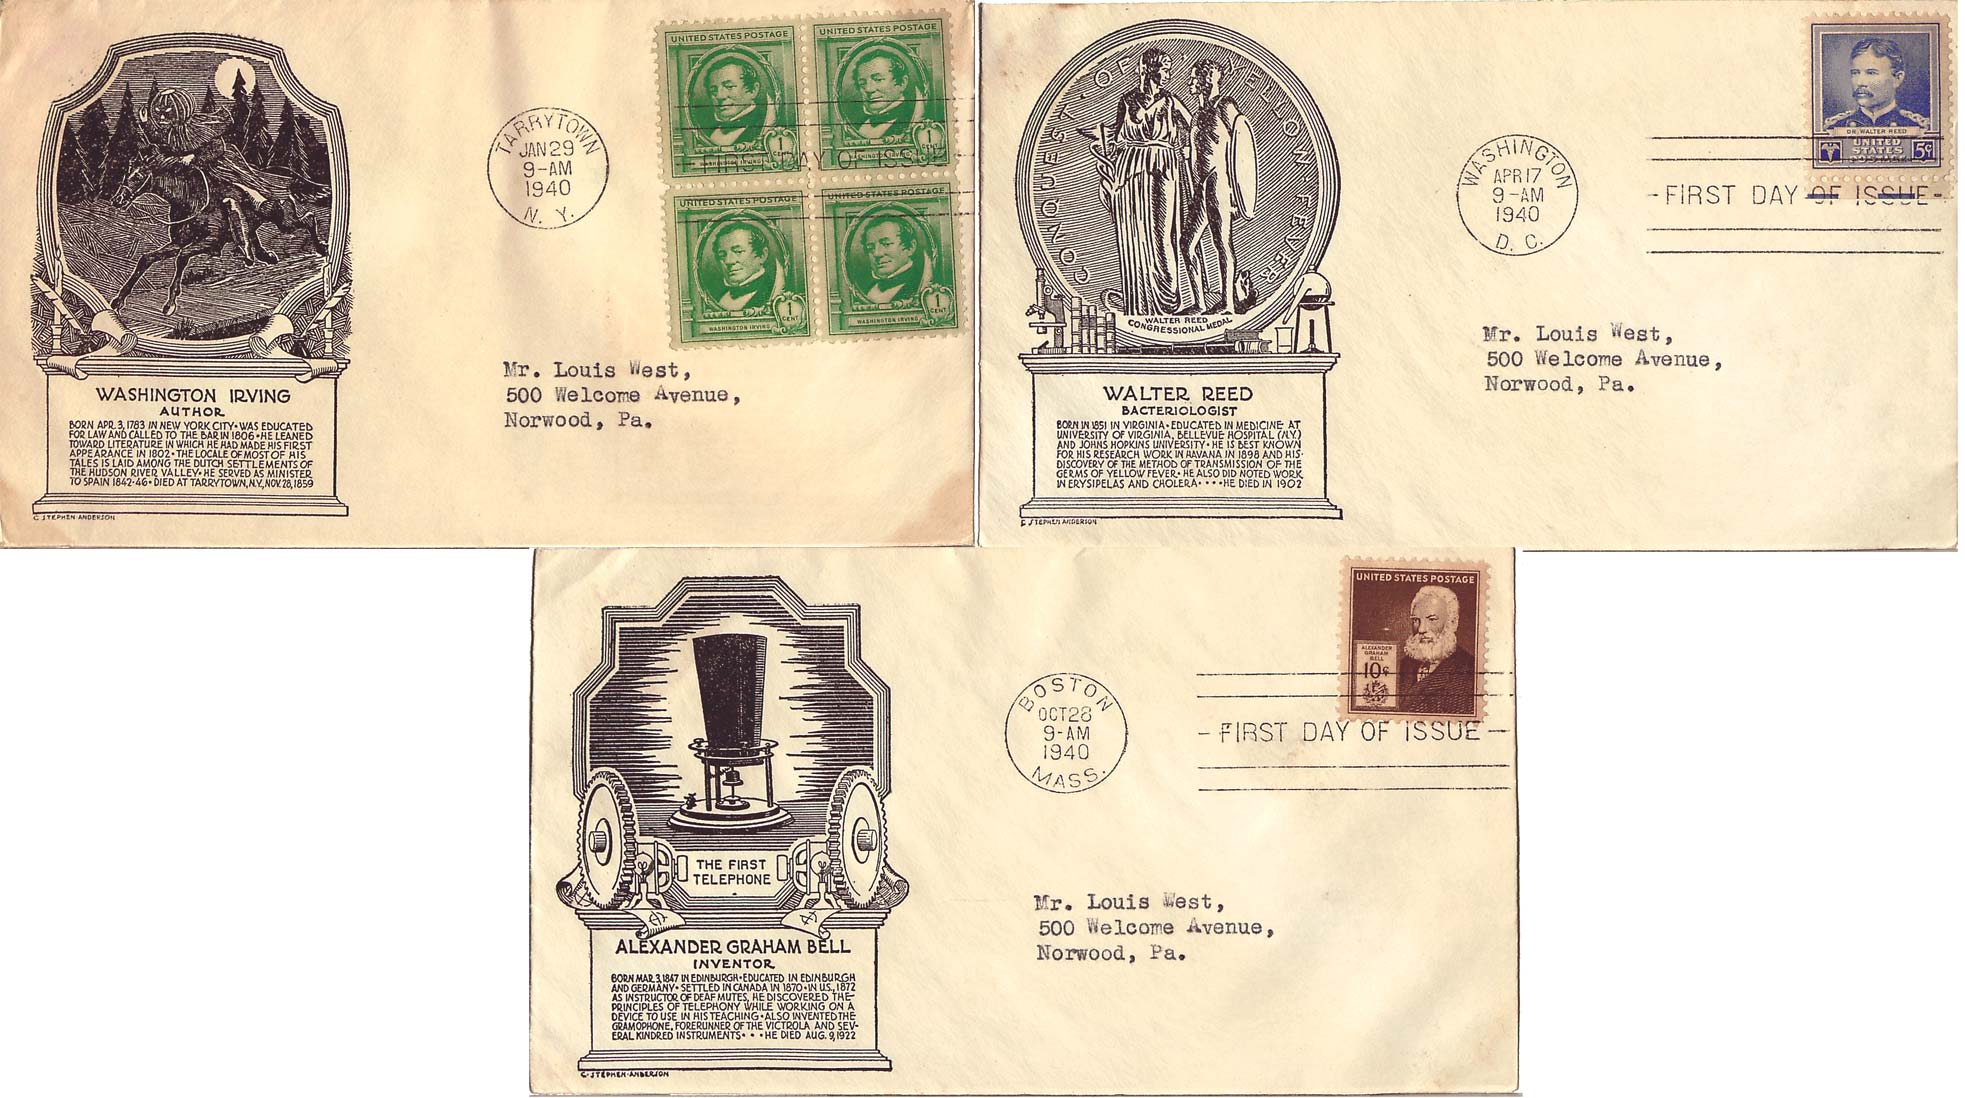 WASHINGTON IRVING
AUTHOR
BORN APR. 3, 1783 IN NEW YORK CITY • WAS EDUCATED
FOR LAW AND CALLED TO THE BAR IN 1806 • HE LEANED
TOWARD LITERATURE IN WHICH HE HAD MADE HIS FIRST
APPEARANCE IN 1802 • THE LOCALE OF MOST OF HIS
TALES IS LAID AMONG THE DUTCH SETTLEMENTS OF
THE HUDSON RIVER VALLEY • HE SERVED AS MINISTER
TO SPAIN 1842-46 • DIED AT TARRYTOWN, N.Y., NOV. 28, 1859
C. STEPHEN ANDERSON
TARRYTOWN
JAN 29
9-AM
1940
N. Y.
UNITED STATES POSTAGE
1
CENT
WASHINGTON IRVING
UNITED STATES POSTAGE
1
CENT
WASHINGTON IRVING
FIRST DAY OF ISSUE
UNITED STATES POSTAGE
1
CENT
WASHINGTON IRVING
UNITED STATES POSTAGE
1
CENT
WASHINGTON IRVING
Mr. Louis West,
500 Welcome Avenue,
Norwood, Pa.
CONQUEST • OF YELLOW FEVER
WALTER REED
CONGRESSIONAL MEDAL
WALTER REED
BACTERIOLOGIST
BORN IN 1851 IN VIRGINIA • EDUCATED IN MEDICINE AT
UNIVERSITY OF VIRGINIA, BELLEVUE HOSPITAL (N.Y.)
AND JOHNS HOPKINS UNIVERSITY • HE IS BEST KNOWN
FOR HIS RESEARCH WORK IN HAVANA IN 1898 AND HIS
DISCOVERY OF THE METHOD OF TRANSMISSION OF THE
GERMS OF YELLOW FEVER • HE ALSO DID NOTED WORK
IN ERYSIPELAS AND CHOLERA • • • • HE DIED IN 1902
C. STEPHEN ANDERSON
WASHINGTON
APR 17
9-AM
1940
D. C.
DR. WALTER REED
UNITED
STATES
POSTAGE
5¢
- FIRST DAY OF ISSUE -
Mr. Louis West,
500 Welcome Avenue,
Norwood, Pa.
THE FIRST
TELEPHONE
ALEXANDER GRAHAM BELL
INVENTOR
BORN MAR. 3, 1847 IN EDINBURGH • EDUCATED IN EDINBURGH
AND GERMANY • SETTLED IN CANADA IN 1870 • IN U.S., 1872
AS INSTRUCTOR OF DEAF MUTES, HE DISCOVERED THE
PRINCIPLES OF TELEPHONY WHILE WORKING ON A
DEVICE TO USE IN HIS TEACHING • ALSO INVENTED THE
GRAMOPHONE, FORERUNNER OF THE VICTROLA AND SEV-
ERAL KINDRED INSTRUMENTS • • • HE DIED AUG. 9, 1922
C. STEPHEN ANDERSON
BOSTON
OCT 28
9-AM
1940
MASS.
UNITED STATES POSTAGE
ALEXANDER
GRAHAM
BELL
10¢
- FIRST DAY OF ISSUE -
Mr. Louis West,
500 Welcome Avenue,
Norwood, Pa.